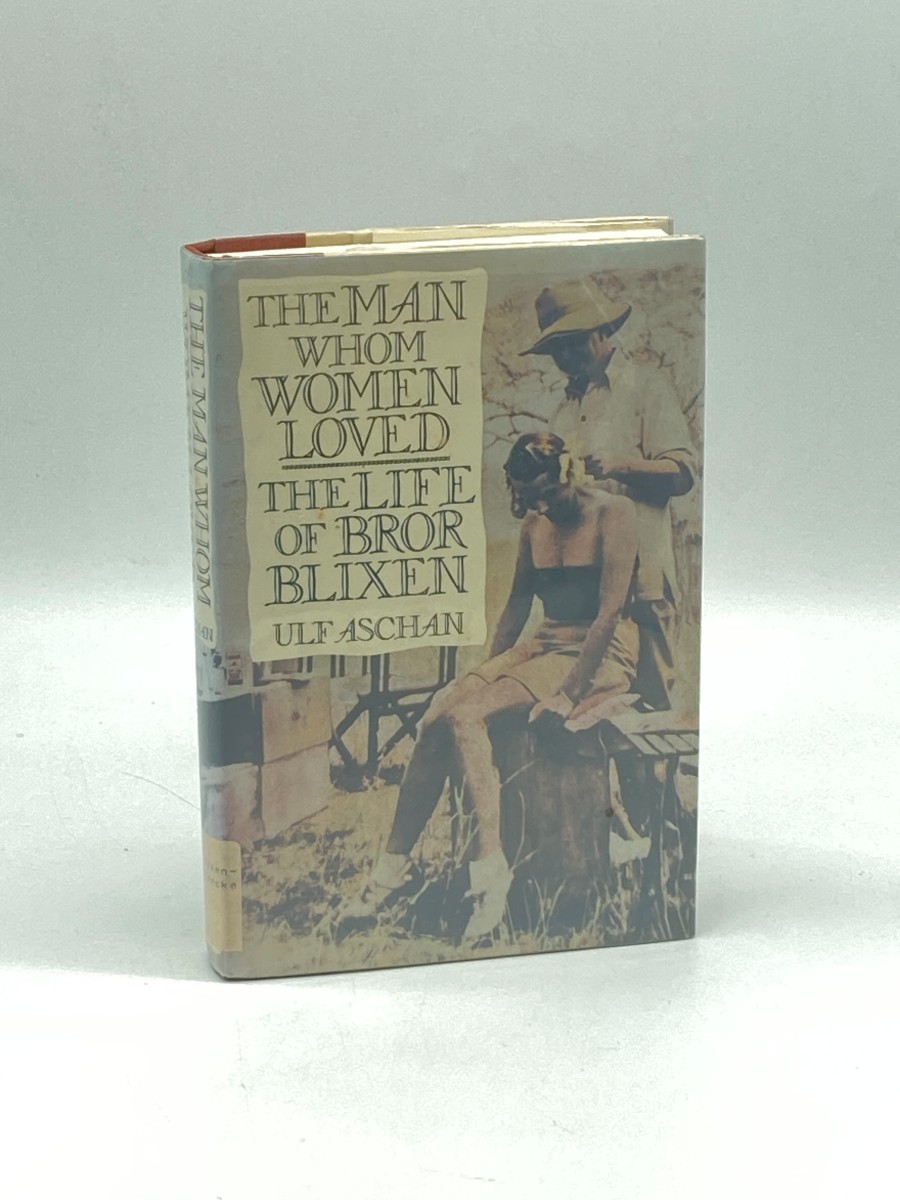 THE MAN
WHOM
WOMEN
LOVED
THE LIFE
OF BROR
BLIXEN
ULF ASCHAN
THE MAN WHOM